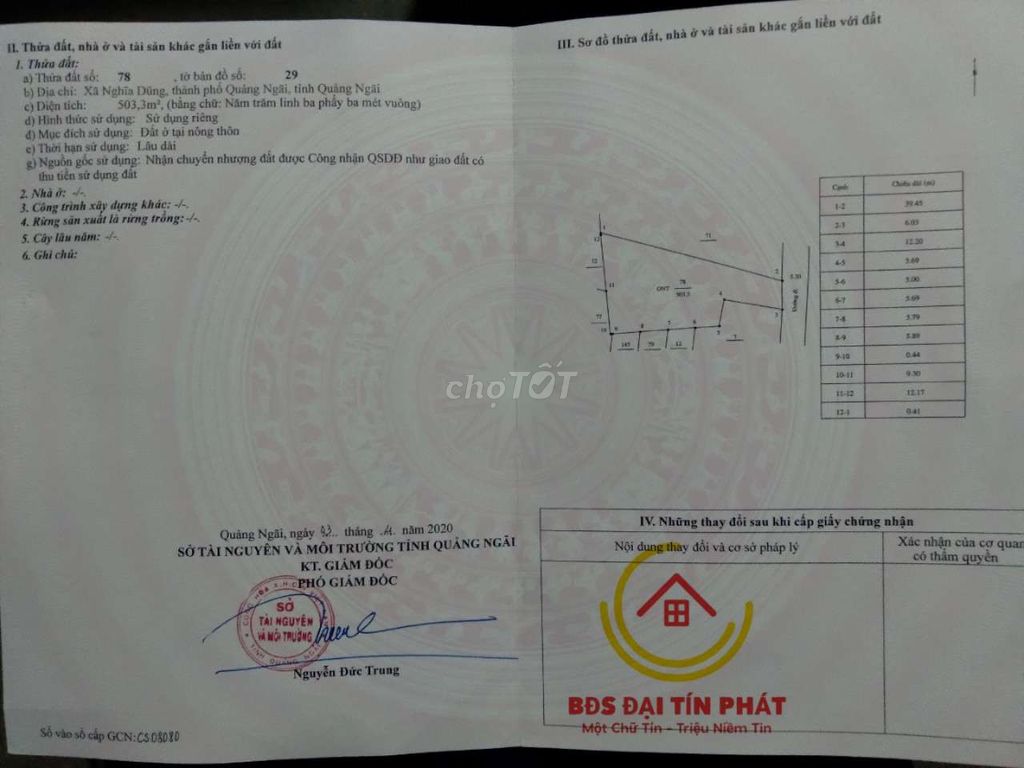 II. Thửa đất, nhà ở và tài sản khác gắn liền với đất
1. Thửa đất:
a) Thửa đất số: 78 , tờ bản đồ số: 29
b) Địa chỉ: Xã Nghĩa Dũng, thành phố Quảng Ngãi, tỉnh Quảng Ngãi
c) Diện tích: 503,3m², (bằng chữ: Năm trăm linh ba phẩy ba mét vuông)
d) Hình thức sử dụng: Sử dụng riêng
đ) Mục đích sử dụng: Đất ở tại nông thôn
e) Thời hạn sử dụng: Lâu dài
g) Nguồn gốc sử dụng: Nhận chuyển nhượng đất được Công nhận QSDĐ như giao đất có
thu tiền sử dụng đất
2. Nhà ở: -/-.
3. Công trình xây dựng khác: -/-.
4. Rừng sản xuất là rừng trồng: -/-.
5. Cây lâu năm: -/-.
6. Ghi chú:
Quảng Ngãi, ngày tháng năm 2020
SỞ TÀI NGUYÊN VÀ MÔI TRƯỜNG TỈNH QUẢNG NGÃI
KT. GIÁM ĐỐC
PHÓ GIÁM ĐỐC
SỞ
TÀI NGUYÊN
VÀ MÔI TRƯỜNG
Nguyễn Đức Trung
Số vào sổ cấp GCN: CS08080
III. Sơ đồ thửa đất, nhà ở và tài sản khác gắn liền với đất
1
12
71
2
5.50
Đường đi
52
11
ONT 78
503.3
4
3
77
10 9 8 7 6 5
185 79 12 7
Cạnh Chiều dài (m)
1-2 39.45
2-3 6.03
3-4 12.20
4-5 5.69
5-6 5.00
6-7 5.69
7-8 5.79
8-9 5.89
9-10 0.44
10-11 9.30
11-12 12.17
12-1 0.41
IV. Những thay đổi sau khi cấp giấy chứng nhận
Nội dung thay đổi và cơ sở pháp lý
Xác nhận của cơ quan
có thẩm quyền
chợTỐT
BĐS ĐẠI TÍN PHÁT
Một Chữ Tín - Triệu Niềm Tin